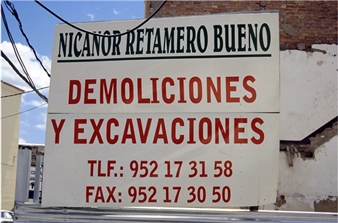 NICANOR RETAMERO BUENO
DEMOLICIONES
Y EXCAVACIONES
TLF.: 952 17 31 58
FAX: 952 17 30 50